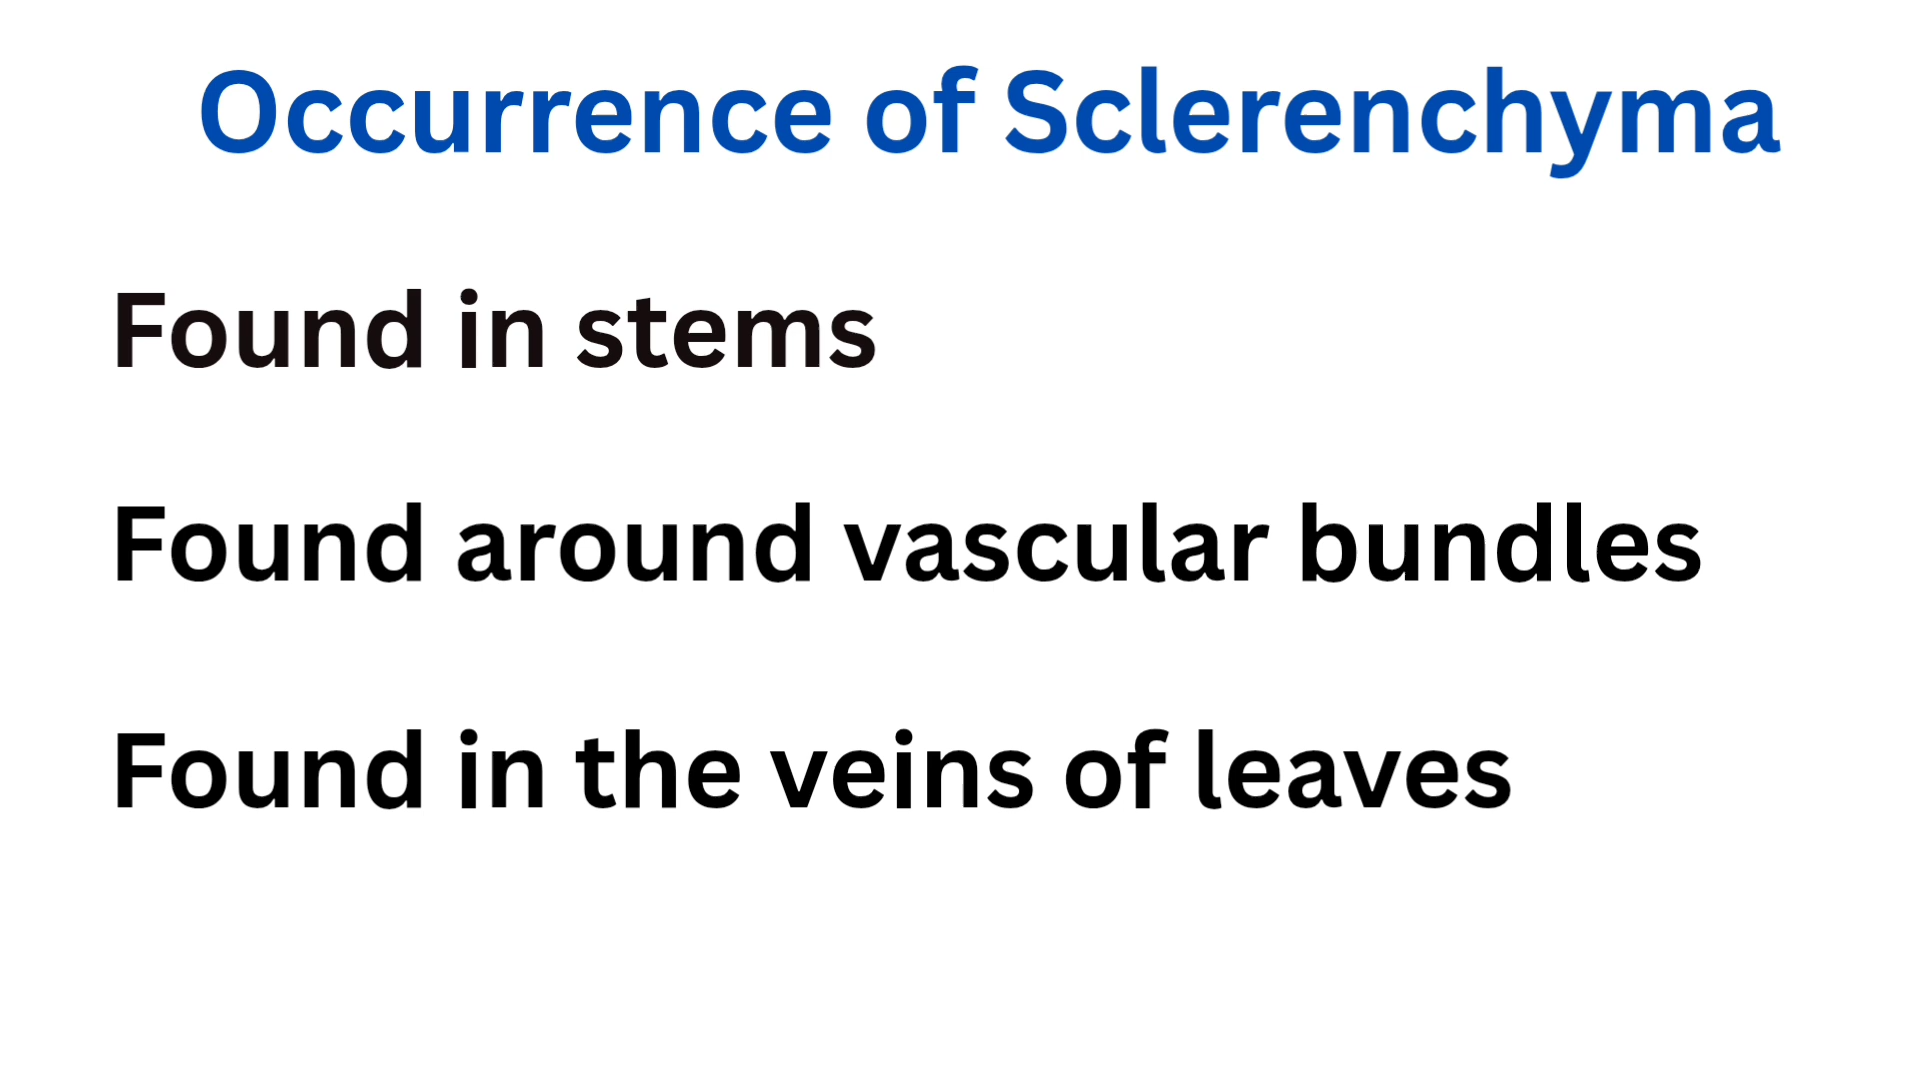 Occurrence of Sclerenchyma
Found in stems
Found around vascular bundles
Found in the veins of leaves